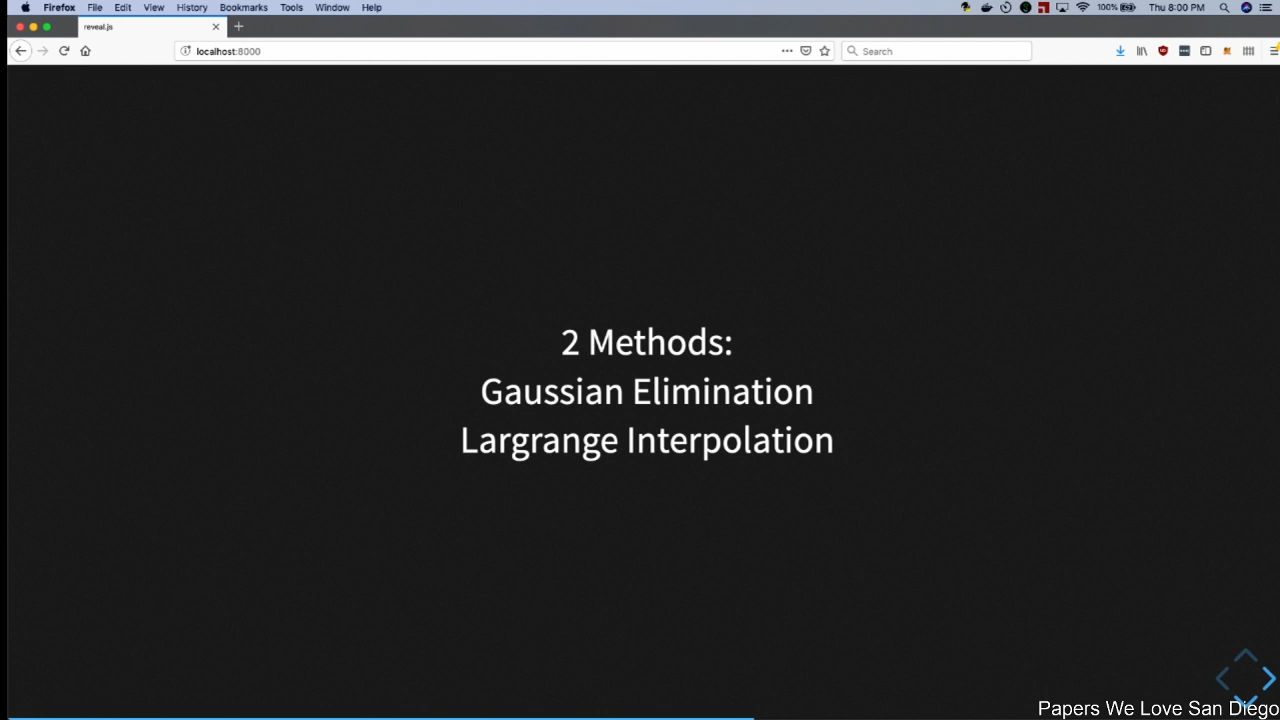 Firefox File Edit View History Bookmarks Tools Window Help 100% Thu 8:00 PM
reveal.js
localhost:8000 Search
2 Methods:
Gaussian Elimination
Largrange Interpolation
Papers We Love San Diego